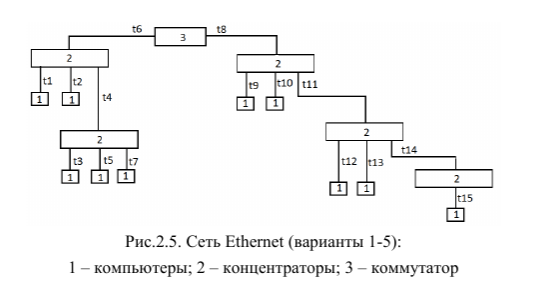 t6 3 t8
2 2
t1 t2 t9 t10 t11
t4
1 1 1 1
2 2
t14
t3 t5 t7 t12 t13
1 1 1 1 1 2
t15
1
Рис.2.5. Сеть Ethernet (варианты 1-5):
1 – компьютеры; 2 – концентраторы; 3 – коммутатор